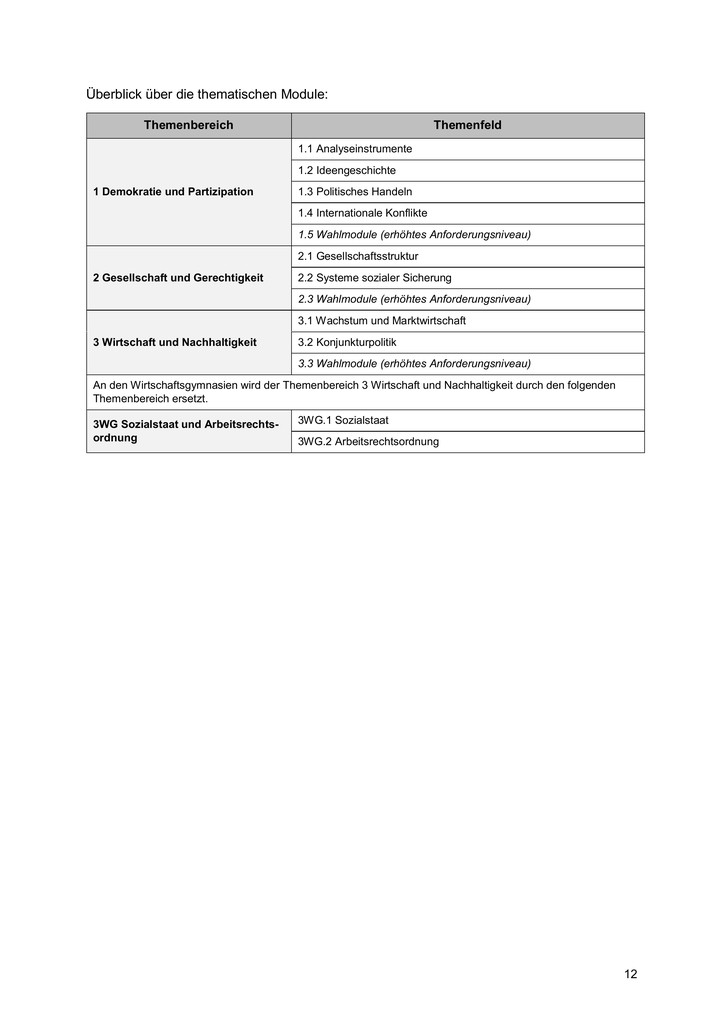 Überblick über die thematischen Module:
Themenbereich
Themenfeld
1 Demokratie und Partizipation
1.1 Analyseinstrumente
1.2 Ideengeschichte
1.3 Politisches Handeln
1.4 Internationale Konflikte
1.5 Wahlmodule (erhöhtes Anforderungsniveau)
2 Gesellschaft und Gerechtigkeit
2.1 Gesellschaftsstruktur
2.2 Systeme sozialer Sicherung
2.3 Wahlmodule (erhöhtes Anforderungsniveau)
3 Wirtschaft und Nachhaltigkeit
3.1 Wachstum und Marktwirtschaft
3.2 Konjunkturpolitik
3.3 Wahlmodule (erhöhtes Anforderungsniveau)
An den Wirtschaftsgymnasien wird der Themenbereich 3 Wirtschaft und Nachhaltigkeit durch den folgenden
Themenbereich ersetzt.
3WG Sozialstaat und Arbeitsrechts-
ordnung
3WG.1 Sozialstaat
3WG.2 Arbeitsrechtsordnung
12